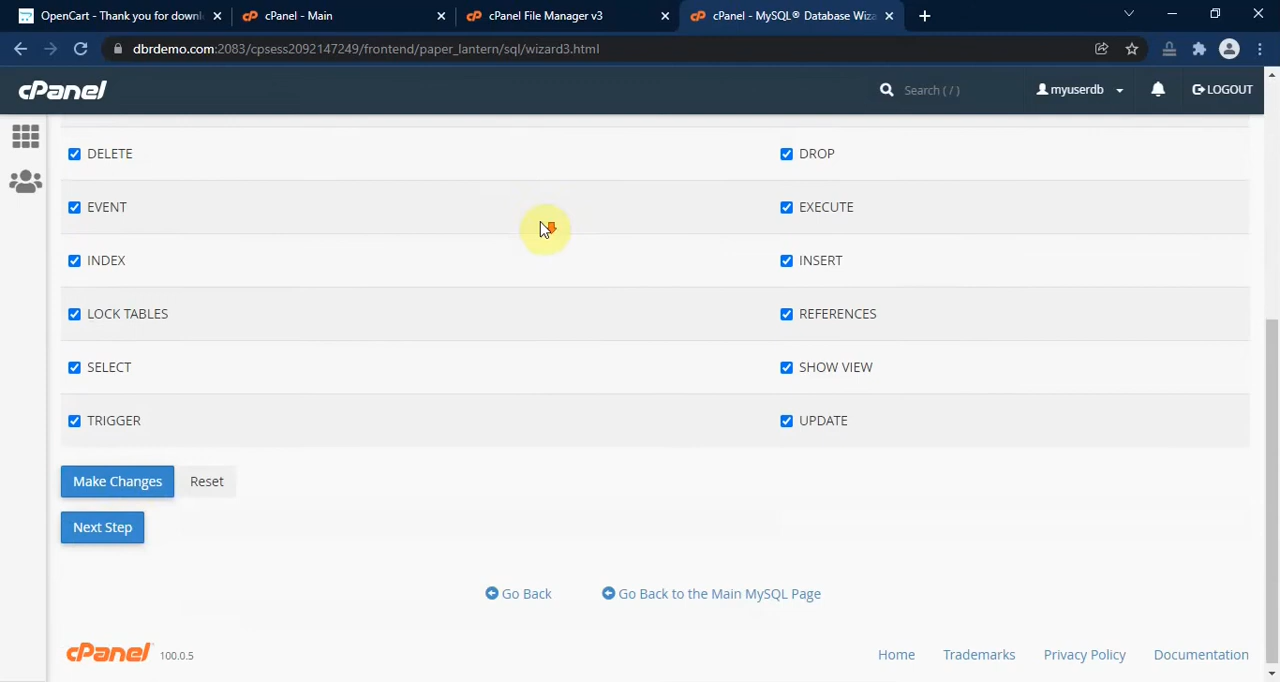 OpenCart - Thank you for downl
cPanel - Main
cPanel File Manager v3
cPanel - MySQL® Database Wiza
dbrdemo.com:2083/cpsess2092147249/frontend/paper_lantern/sql/wizard3.html
cPanel
Search ( / )
myuserdb
LOGOUT
DELETE
DROP
EVENT
EXECUTE
INDEX
INSERT
LOCK TABLES
REFERENCES
SELECT
SHOW VIEW
TRIGGER
UPDATE
Make Changes
Reset
Next Step
Go Back
Go Back to the Main MySQL Page
cPanel 100.0.5
Home
Trademarks
Privacy Policy
Documentation